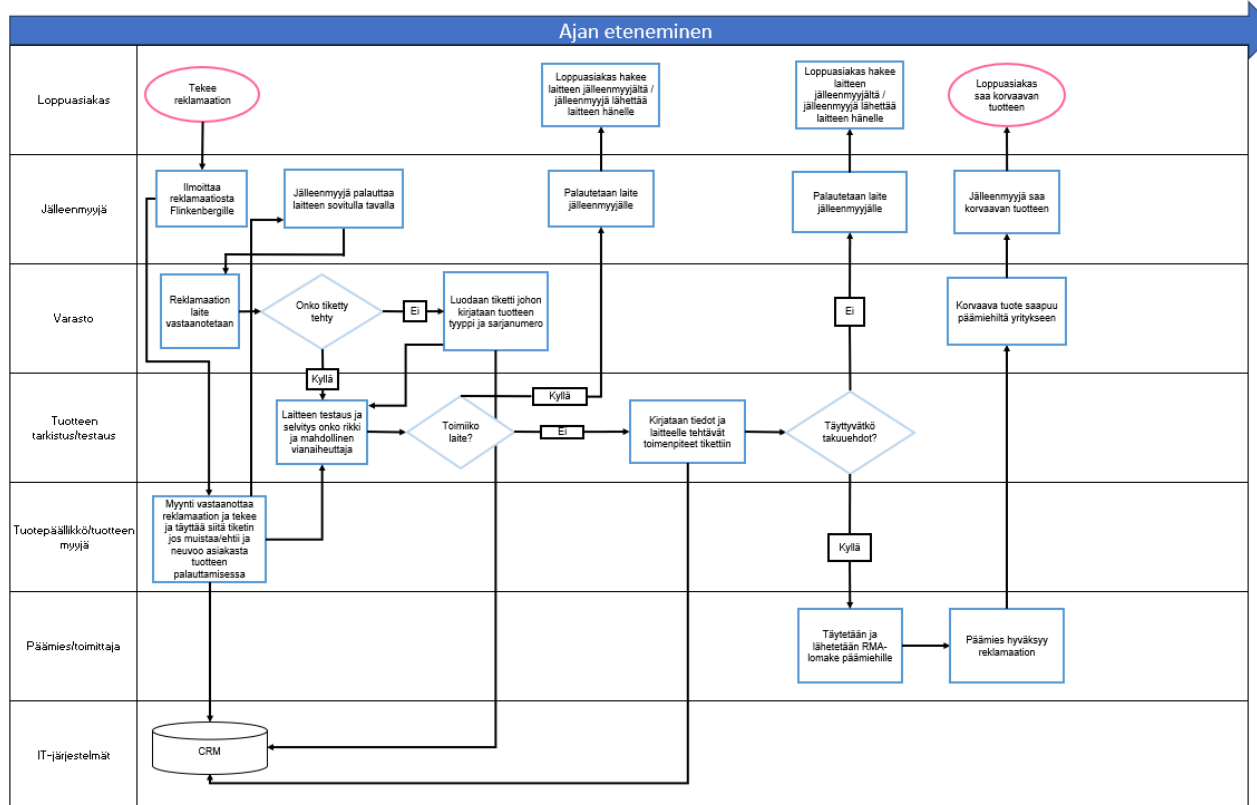 Ajan eteneminen
Loppuasiakas
Tekee
reklamaation
Loppuasiakas hakee
laitteen jälleenmyyjältä /
jälleenmyyjä lähettää
laitteen hänelle
Loppuasiakas hakee
laitteen
jälleenmyyjältä /
jälleenmyyjä lähettää
laitteen hänelle
Loppuasiakas
saa korvaavan
tuotteen
Jälleenmyyjä
Ilmoittaa
reklamaatiosta
Flinkenbergille
Jälleenmyyjä palauttaa
laitteen sovitulla tavalla
Palautetaan laite
jälleenmyyjälle
Palautetaan laite
jälleenmyyjälle
Jälleenmyyjä saa
korvaavan tuotteen
Varasto
Reklamaation
laite
vastaanotetaan
Onko tiketty
tehty
Ei
Luodaan tiketti johon
kirjataan tuotteen
tyyppi ja sarjanumero
Ei
Korvaava tuote saapuu
päämiehiltä yritykseen
Kyllä
Tuotteen
tarkistus/testaus
Laitteen testaus ja
selvitys onko rikki
ja mahdollinen
vianaiheuttaja
Toimiiko
laite?
Kyllä
Ei
Kirjataan tiedot ja
laitteelle tehtävät
toimenpiteet tikettiin
Täyttyvätkö
takuuehdot?
Tuotepäällikkö/tuotteen
myyjä
Myynti vastaanottaa
reklamaation ja tekee
ja täyttää siitä tiketin
jos muistaa/ehtii ja
neuvoo asiakasta
tuotteen
palauttamisessa
Kyllä
Päämies/toimittaja
Täytetään ja
lähetetään RMA-
lomake päämiehille
Päämies hyväksyy
reklamaation
IT-järjestelmät
CRM